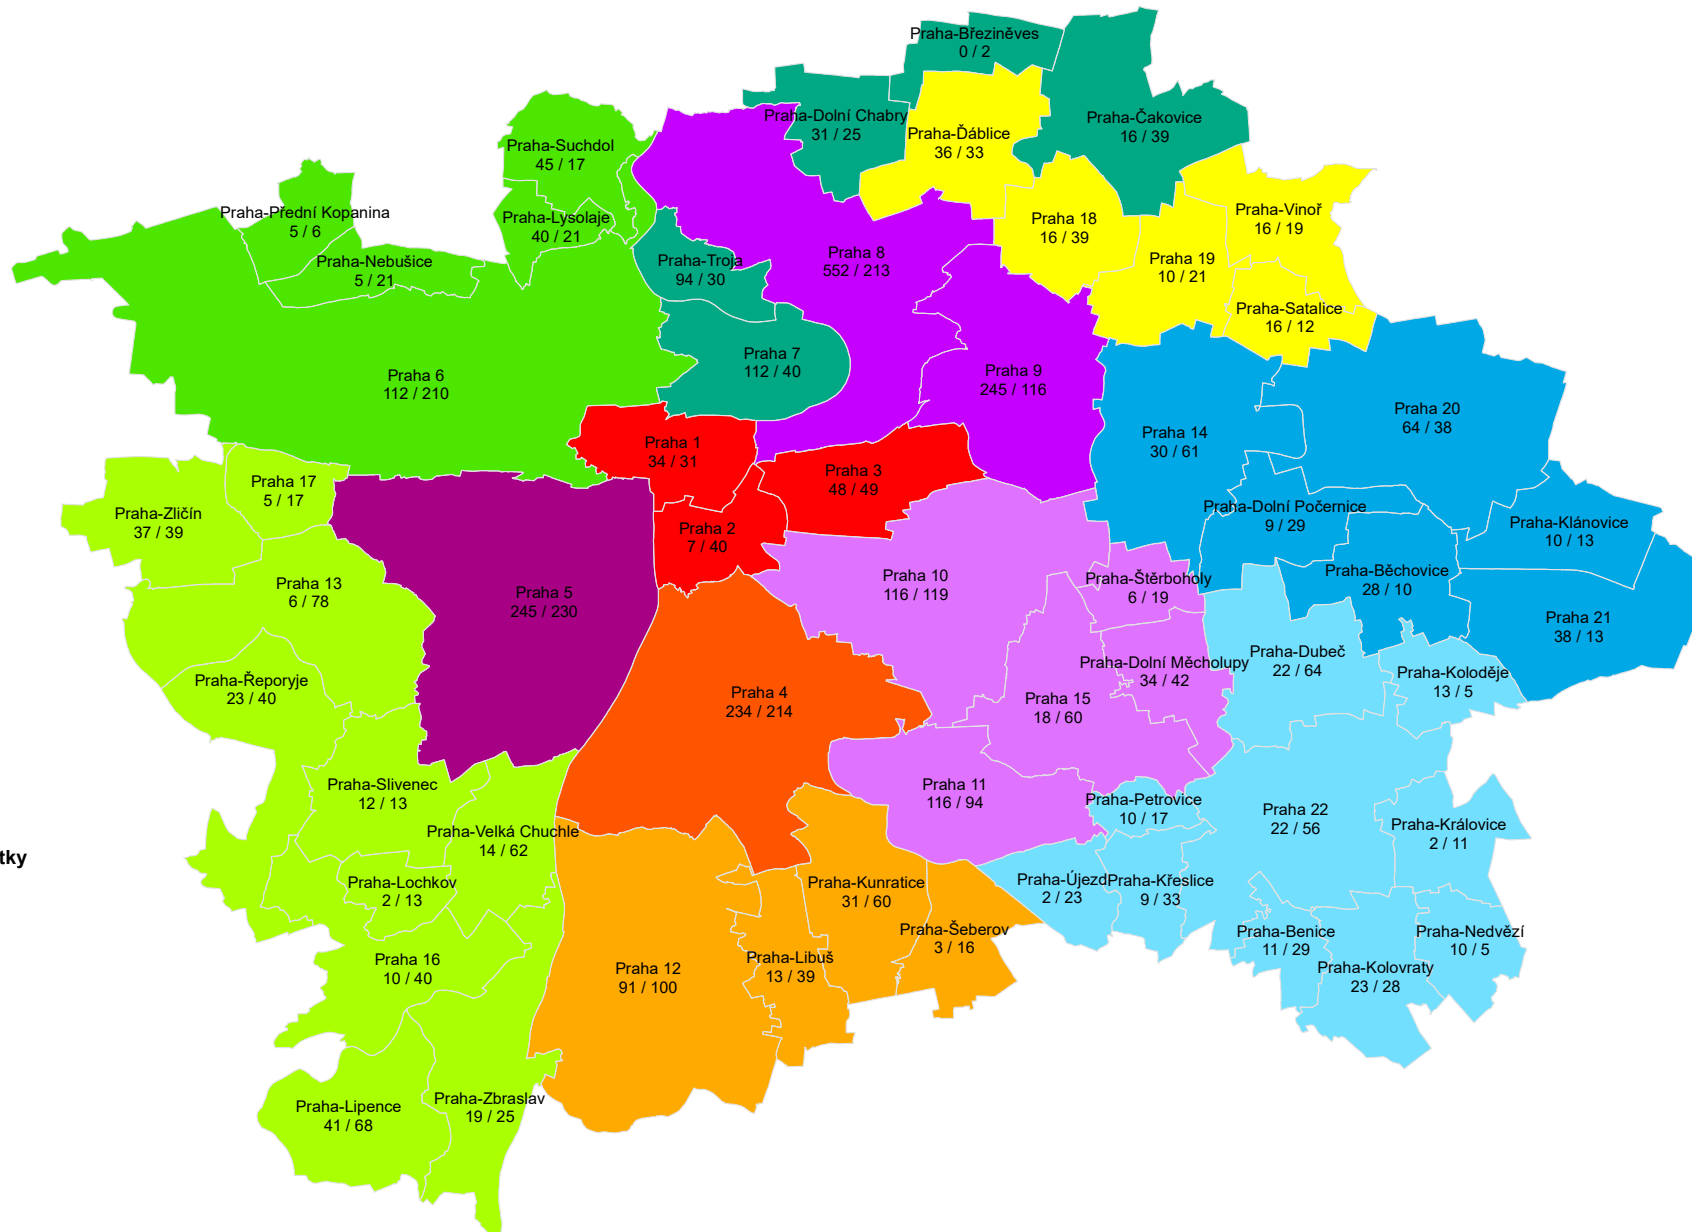 Praha-Březiněves
0 / 2
Praha-Dolní Chabry
31 / 25
Praha-Ďáblice
36 / 33
Praha-Čakovice
16 / 39
Praha-Suchdol
45 / 17
Praha-Přední Kopanina
5 / 6
Praha-Lysolaje
40 / 21
Praha-Nebušice
5 / 21
Praha-Troja
94 / 30
Praha 8
552 / 213
Praha 18
16 / 39
Praha-Vinoř
16 / 19
Praha 19
10 / 21
Praha-Satalice
16 / 12
Praha 6
112 / 210
Praha 7
112 / 40
Praha 9
245 / 116
Praha 20
64 / 38
Praha 14
30 / 61
Praha 1
34 / 31
Praha 3
48 / 49
Praha 17
5 / 17
Praha-Zličín
37 / 39
Praha 2
7 / 40
Praha-Dolní Počernice
9 / 29
Praha-Klánovice
10 / 13
Praha 13
6 / 78
Praha 5
245 / 230
Praha 10
116 / 119
Praha-Štěrboholy
6 / 19
Praha-Běchovice
28 / 10
Praha 21
38 / 13
Praha-Řeporyje
23 / 40
Praha 4
234 / 214
Praha 15
18 / 60
Praha-Dolní Měcholupy
34 / 42
Praha-Dubeč
22 / 64
Praha-Koloděje
13 / 5
Praha-Slivenec
12 / 13
Praha 11
116 / 94
Praha-Petrovice
10 / 17
Praha 22
22 / 56
Praha-Královice
2 / 11
Praha-Velká Chuchle
14 / 62
tky
Praha-Lochkov
2 / 13
Praha-Kunratice
31 / 60
Praha-Újezd
2 / 23
Praha-Křeslice
9 / 33
Praha-Šeberov
3 / 16
Praha-Benice
11 / 29
Praha-Nedvězí
10 / 5
Praha 16
10 / 40
Praha 12
91 / 100
Praha-Libuš
13 / 39
Praha-Kolovraty
23 / 28
Praha-Lipence
41 / 68
Praha-Zbraslav
19 / 25